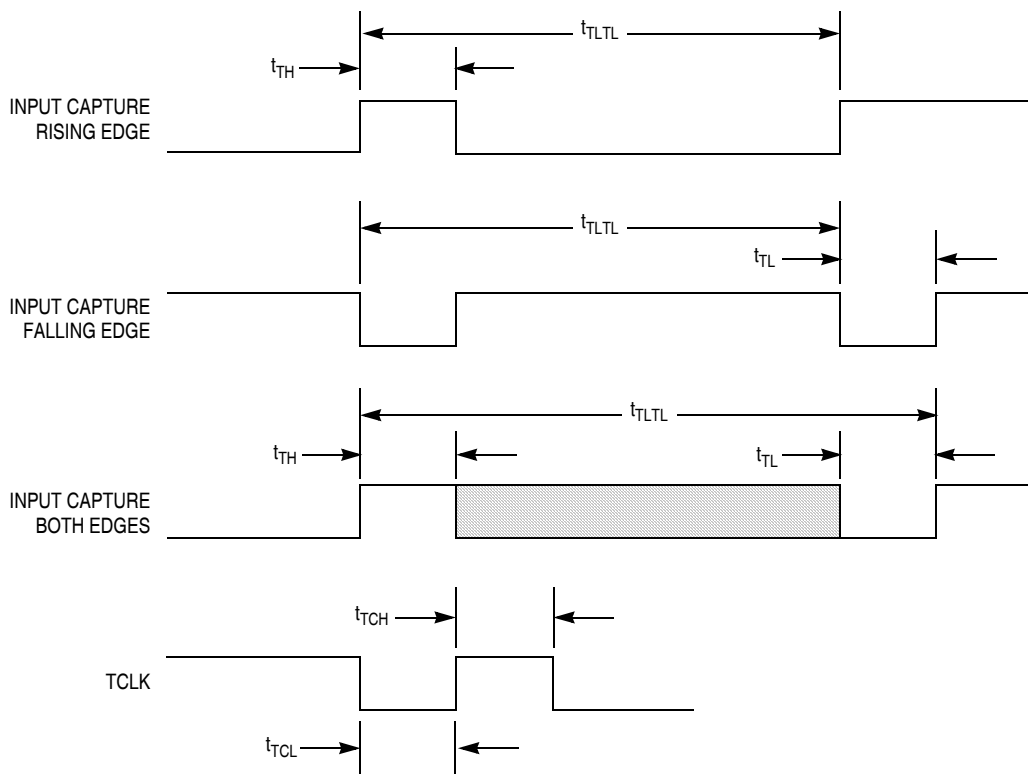 tTLTL
tTH
INPUT CAPTURE
RISING EDGE
tTLTL
tTL
INPUT CAPTURE
FALLING EDGE
tTLTL
tTH
tTL
INPUT CAPTURE
BOTH EDGES
tTCH
TCLK
tTCL